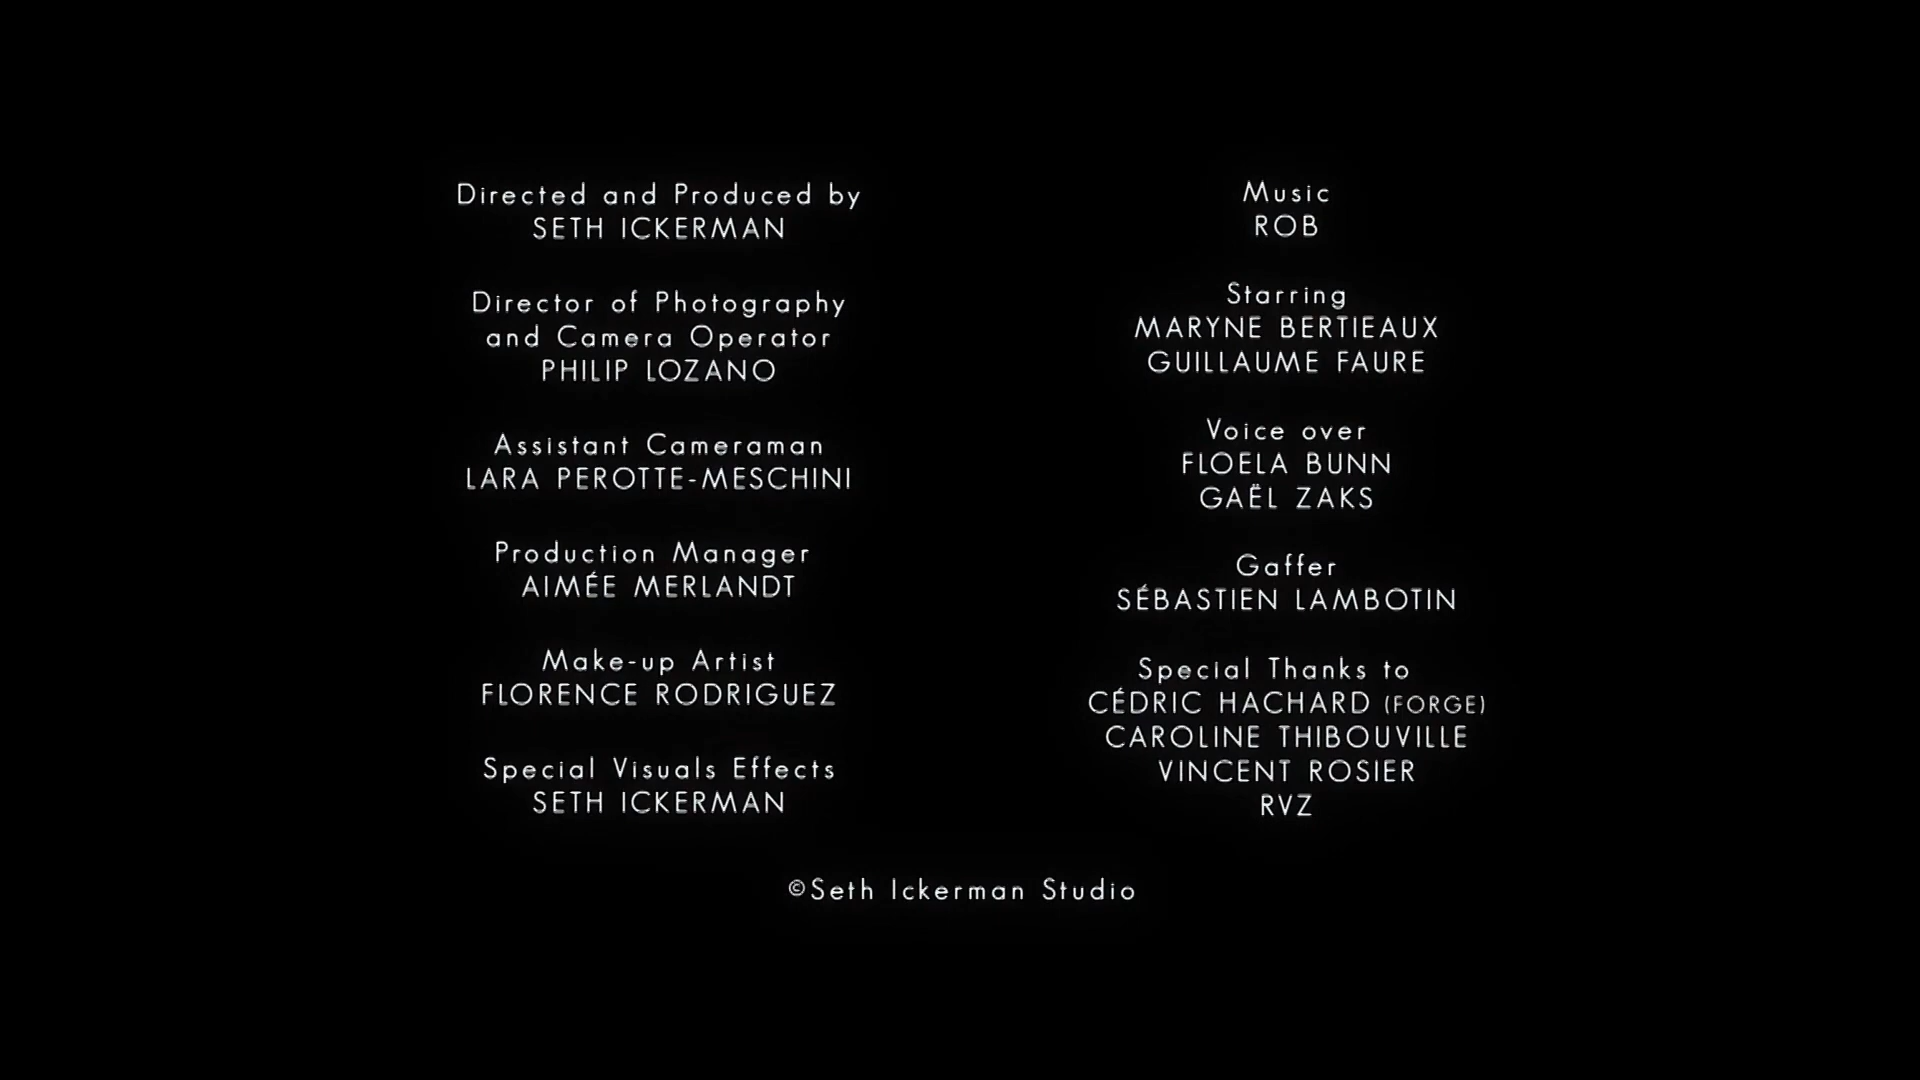 Directed and Produced by
SETH ICKERMAN
Director of Photography
and Camera Operator
PHILIP LOZANO
Assistant Cameraman
LARA PEROTTE-MESCHINI
Production Manager
AIMÉE MERLANDT
Make-up Artist
FLORENCE RODRIGUEZ
Special Visuals Effects
SETH ICKERMAN
Music
ROB
Starring
MARYNE BERTIEAUX
GUILLAUME FAURE
Voice over
FLOELA BUNN
GAËL ZAKS
Gaffer
SÉBASTIEN LAMBOTIN
Special Thanks to
CÉDRIC HACHARD (FORGE)
CAROLINE THIBOUVILLE
VINCENT ROSIER
RVZ
©Seth Ickerman Studio